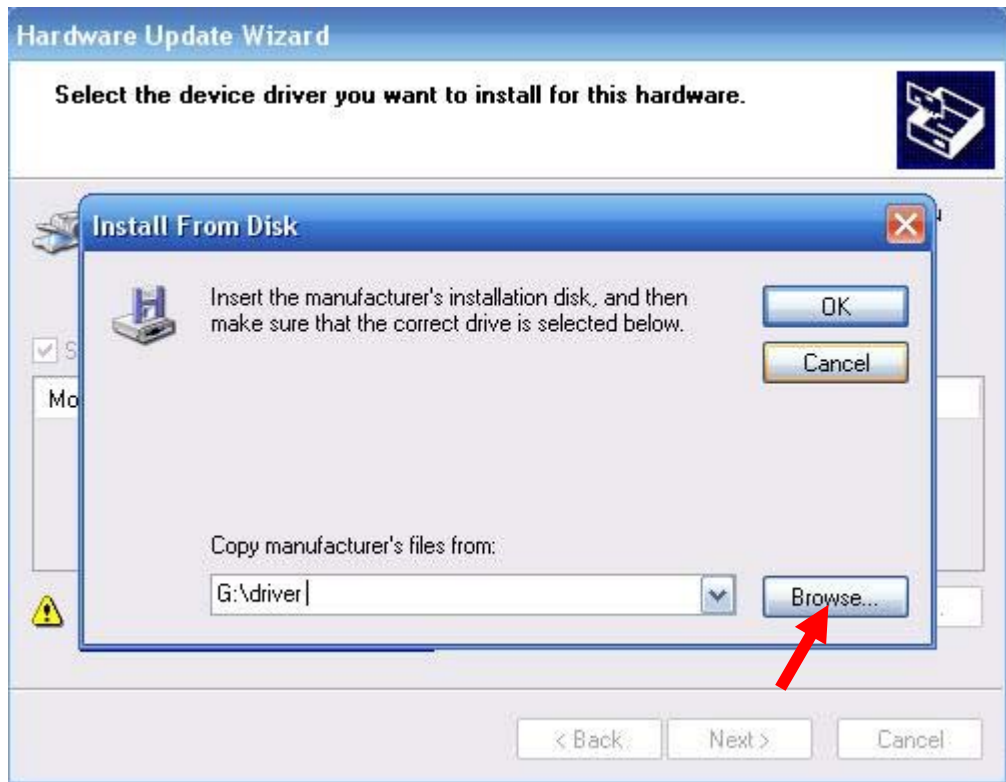 Hardware Update Wizard
Select the device driver you want to install for this hardware.
Install From Disk
Insert the manufacturer's installation disk, and then
make sure that the correct drive is selected below.
OK
Cancel
S
Mo
Copy manufacturer's files from:
G:\driver
Browse...
< Back
Next >
Cancel